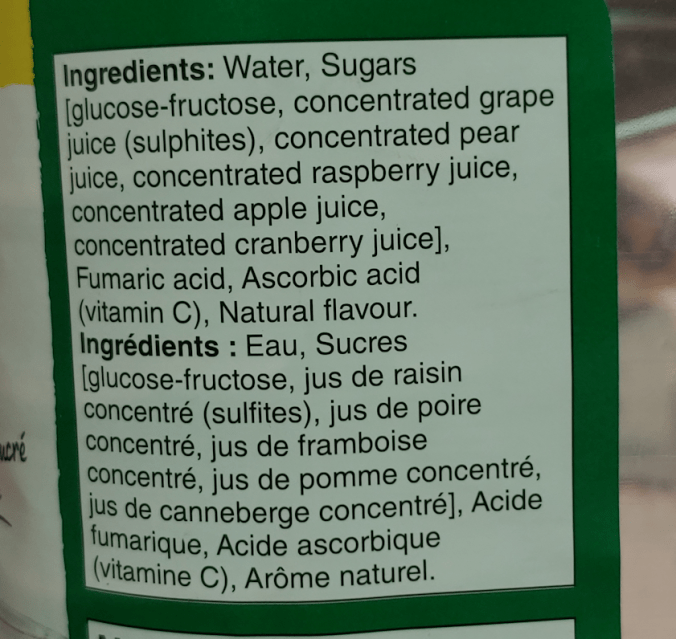 Ingredients: Water, Sugars
[glucose-fructose, concentrated grape
juice (sulphites), concentrated pear
juice, concentrated raspberry juice,
concentrated apple juice,
concentrated cranberry juice],
Fumaric acid, Ascorbic acid
(vitamin C), Natural flavour.
Ingrédients : Eau, Sucres
[glucose-fructose, jus de raisin
concentré (sulfites), jus de poire
concentré, jus de framboise
concentré, jus de pomme concentré,
jus de canneberge concentré], Acide
fumarique, Acide ascorbique
(vitamine C), Arôme naturel.